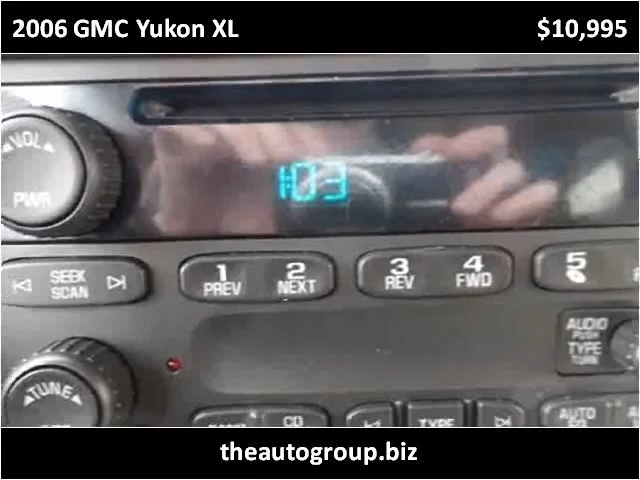 2006 GMC Yukon XL $10,995
VOL
PWR
1:03
SEEK
SCAN
1
PREV
2
NEXT
3
REV
4
FWD
5
AUDIO
PUSH
TYPE
TUNE
TUNE
CD
TYPE
AUTO
theautogroup.biz